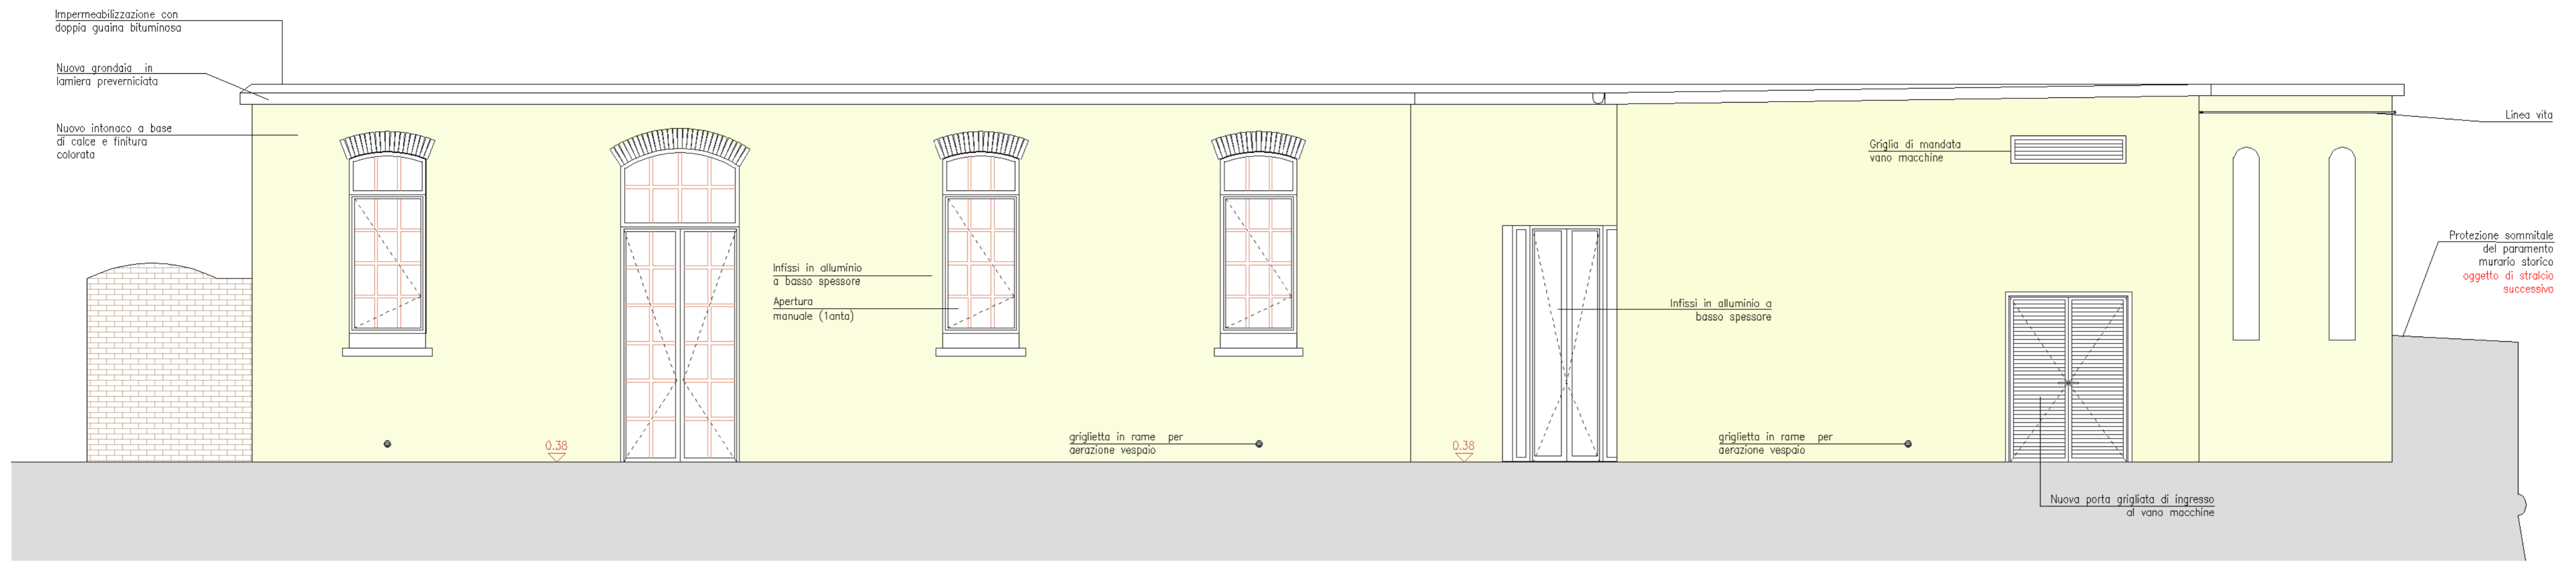 Impermeabilizzazione con
doppia guaina bituminosa
Nuova grondaia in
lamiera preverniciata
Nuovo intonaco a base
di calce e finitura
colorata
Linea vita
Griglia di mandata
vano macchine
Protezione sommitale
del paramento
murario storico
oggetto di stralcio
successivo
Infissi in alluminio
a basso spessore
Apertura
manuale (1anta)
Infissi in alluminio a
basso spessore
0.38
griglietta in rame per
aerazione vespaio
0.38
griglietta in rame per
aerazione vespaio
Nuova porta grigliata di ingresso
al vano macchine